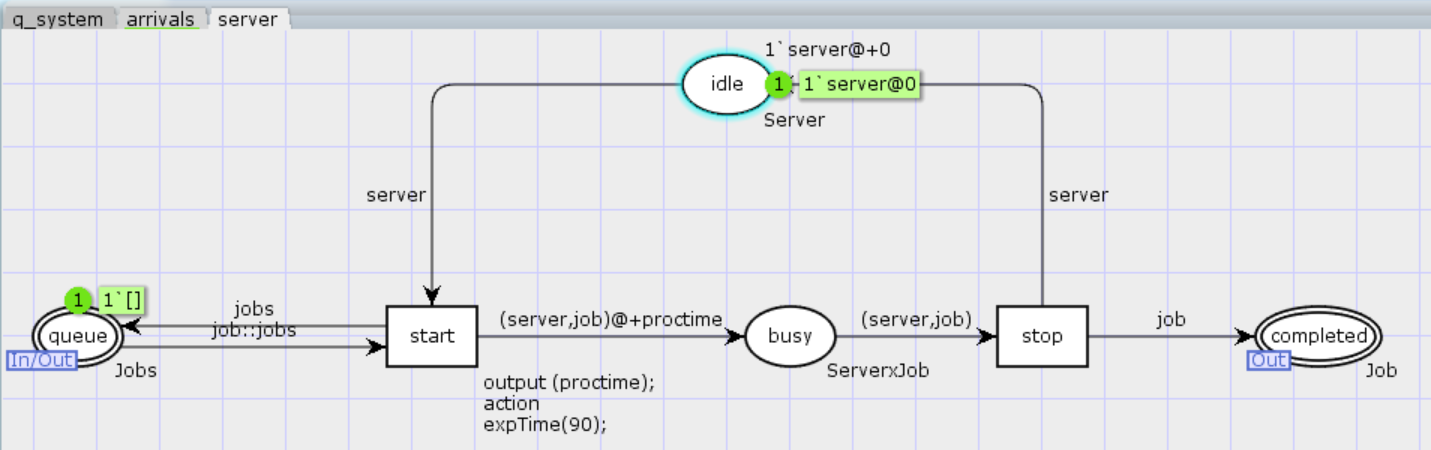 q_system arrivals server
1`server@+0
idle
1
1`server@0
Server
server
server
1
1`[]
jobs
job::jobs
queue
In/Out
Jobs
start
(server,job)@+proctime
busy
(server,job)
stop
job
completed
Out
Job
ServerxJob
output (proctime);
action
expTime(90);